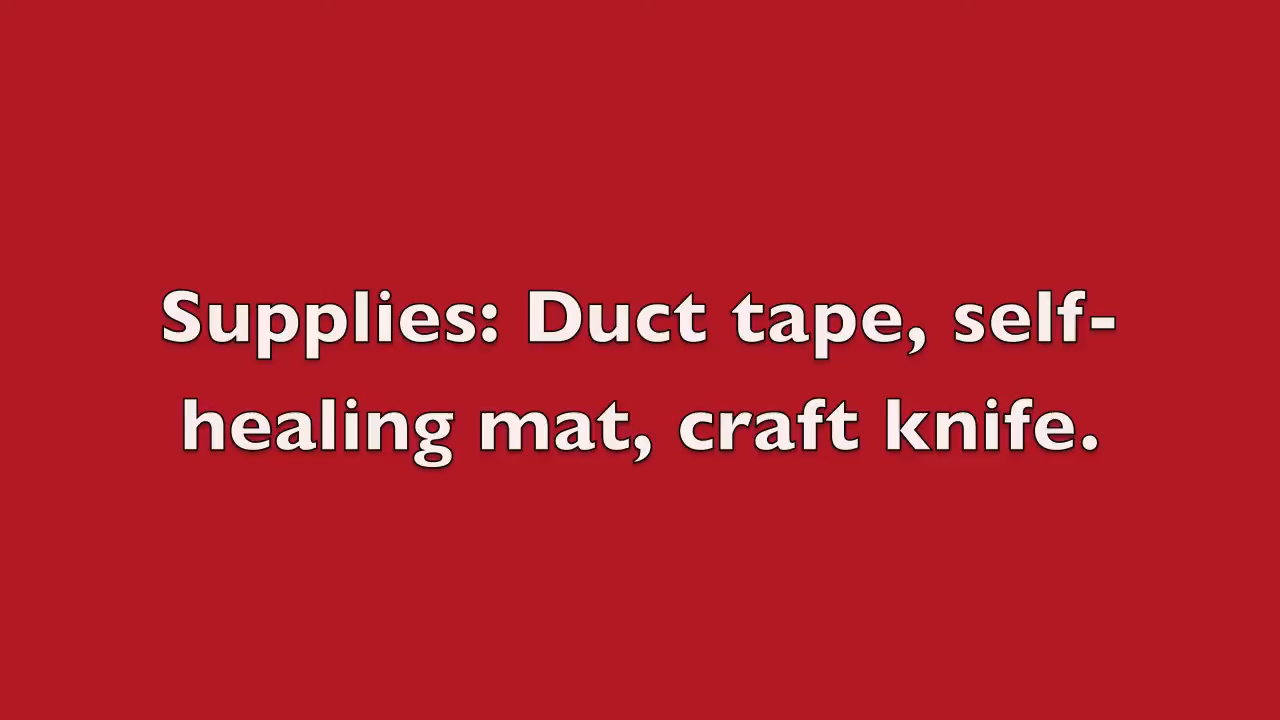 Supplies: Duct tape, self-
healing mat, craft knife.